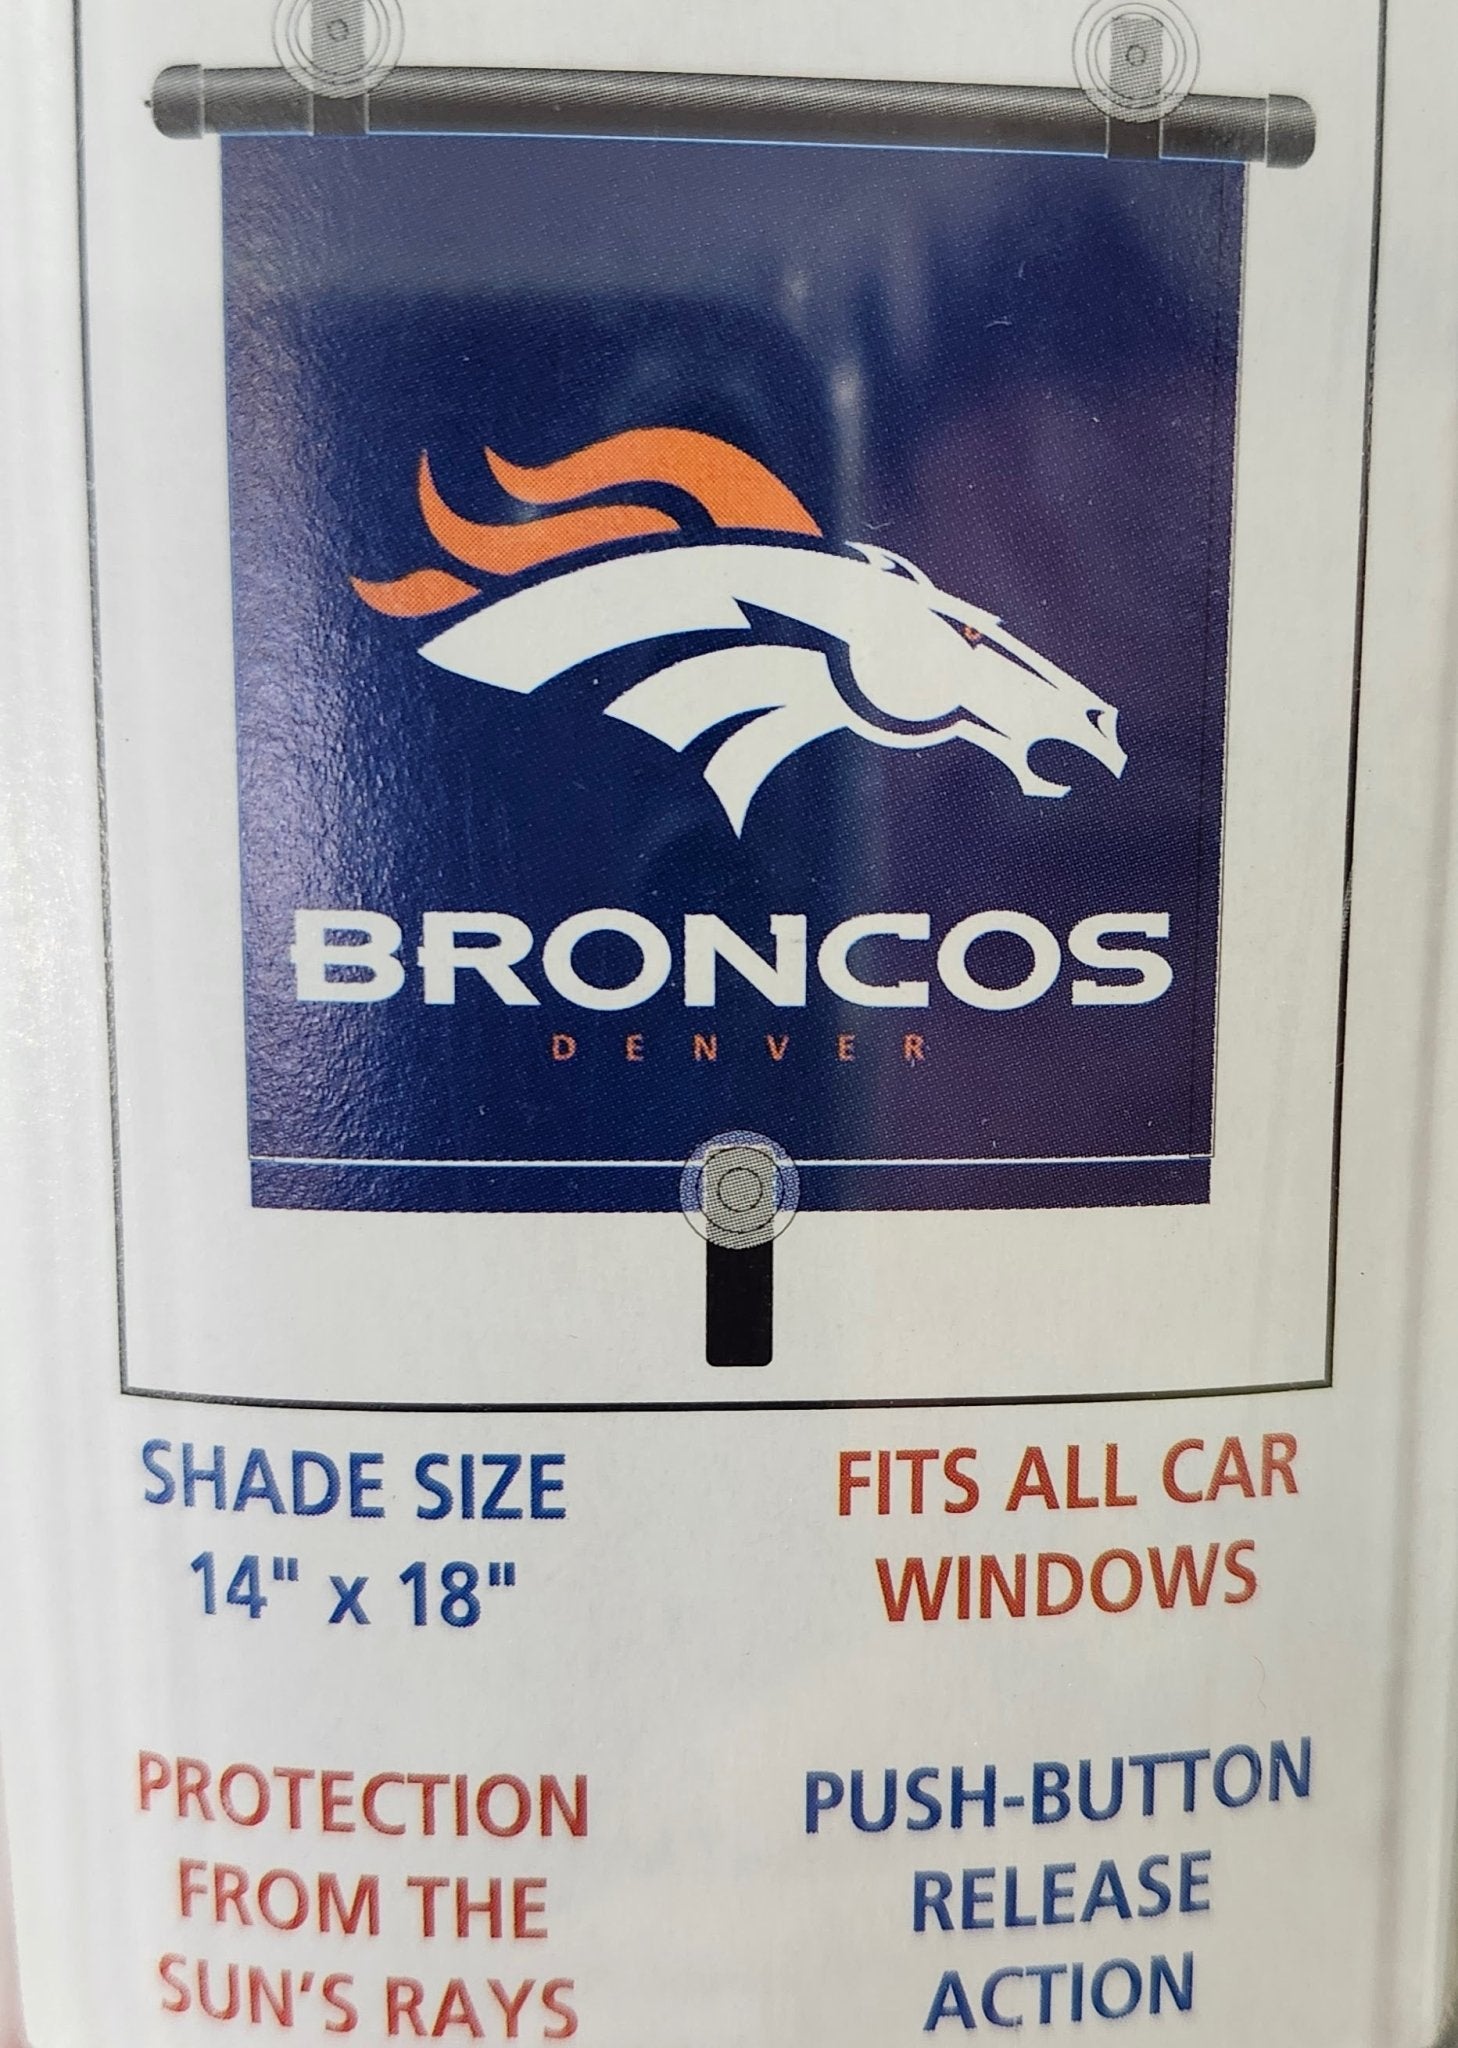 BRONCOS
DENVER
SHADE SIZE
14" x 18"
FITS ALL CAR
WINDOWS
PROTECTION
FROM THE
SUN'S RAYS
PUSH-BUTTON
RELEASE
ACTION